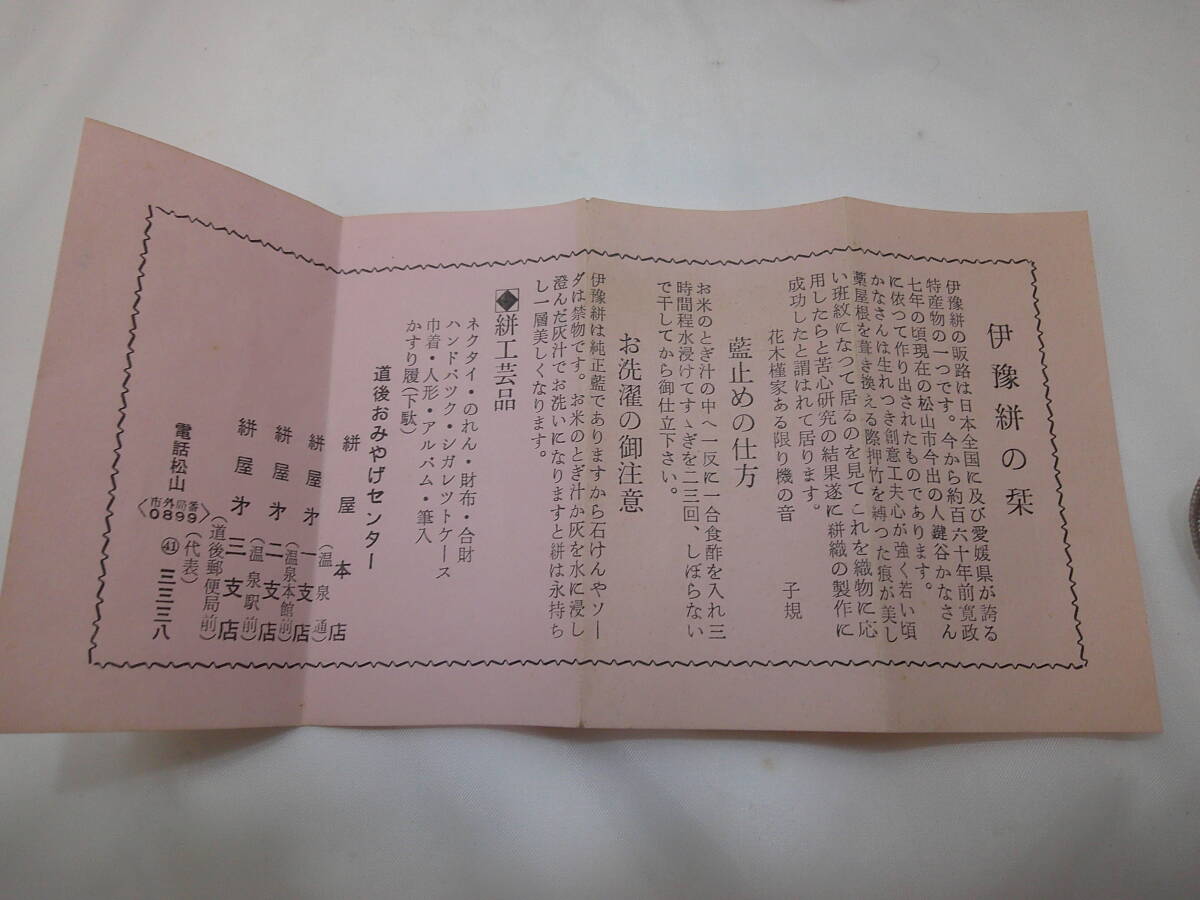 伊豫絣の栞
伊豫絣の販路は日本全国に及び愛媛県が誇る
特産物の一つです。今から約百六十年前寛政
七年の頃現在の松山市今出の人鍵谷かなさん
に依つて作り出されたものであります。
かなさんは生れつき創意工夫心が強く若い頃
藁屋根を葺き換える際押竹を縛つた痕が美し
い班紋になつて居るのを見てこれを織物に応
用したらと苦心研究の結果遂に絣織の製作に
成功したと謂はれて居ります。
花木槿家ある限り機の音　子規
藍止めの仕方
お米のとぎ汁の中へ一反に一合食酢を入れ三
時間程水浸けてすゝぎを二三回、しぼらない
で干してから御仕立下さい。
お洗濯の御注意
伊豫絣は純正藍でありますから石けんやソー
ダは禁物です。お米のとぎ汁か灰を水に浸し
澄んだ灰汁でお洗いになりますと絣は永持ち
し一層美しくなります。
◆絣工芸品
ネクタイ・のれん・財布・合財
ハンドバツク・シガレツトケース
巾着・人形・アルバム・筆入
かすり履(下駄)
道後おみやげセンター
絣屋本店
(温泉通)
絣屋㐧一支店
(温泉本館前)
絣屋㐧二支店
(温泉駅前)
絣屋㐧三支店
(道後郵便局前)
電話松山〈市外局番0899〉(代表)㊶三三三八